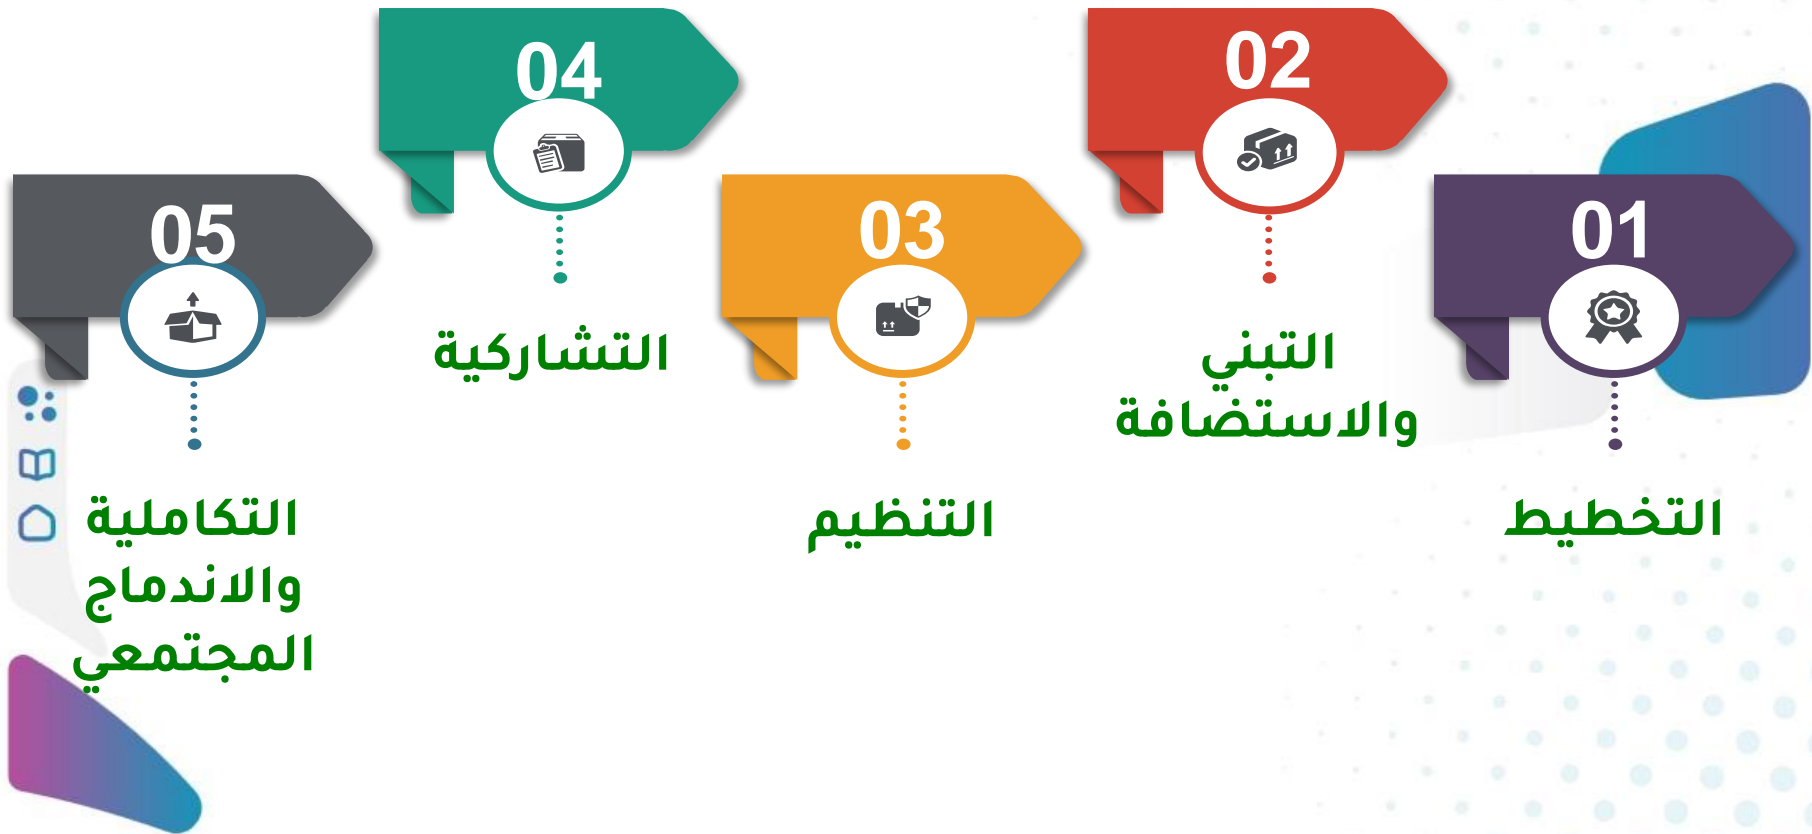 01
التخطيط
02
التبني
والاستضافة
03
التنظيم
04
التشاركية
05
التكاملية
والاندماج
المجتمعي